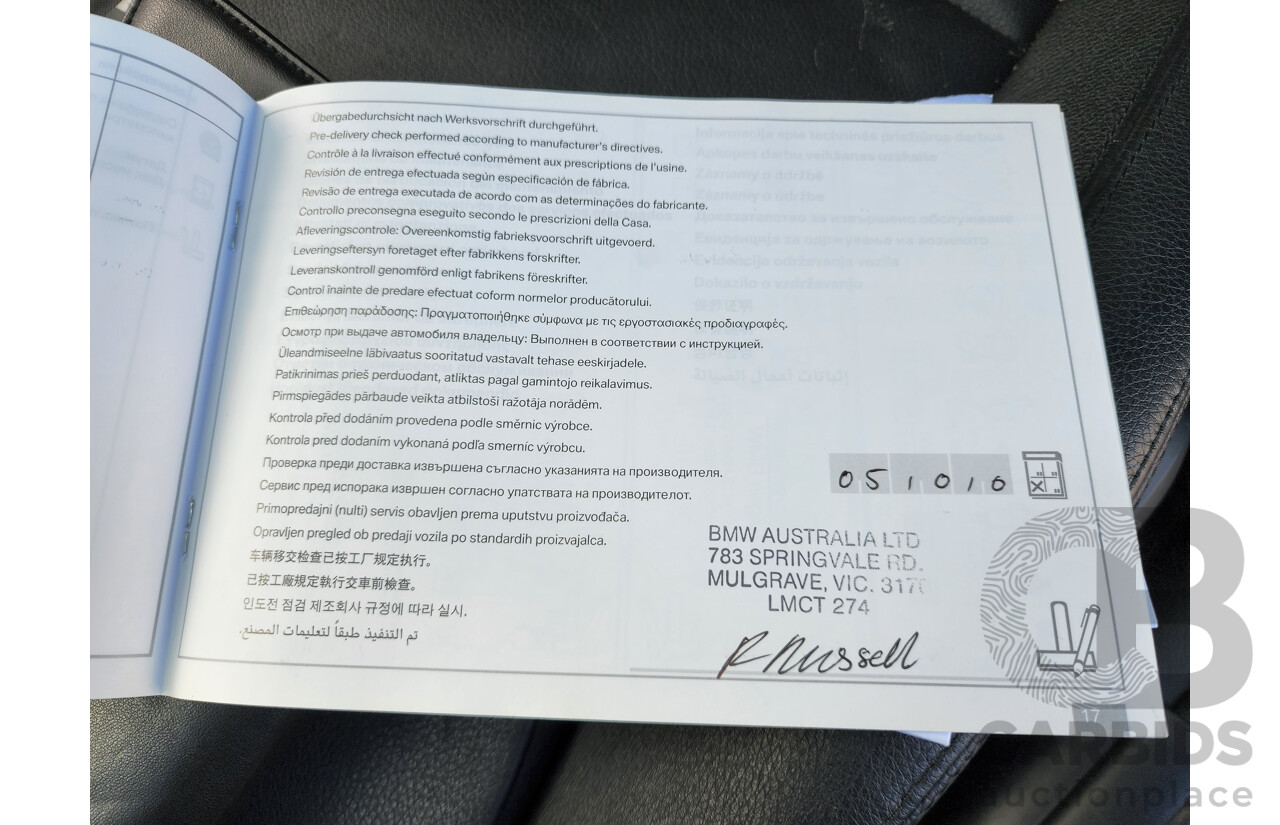 Übergabedurchsicht nach Werksvorschrift durchgeführt.
Pre-delivery check performed according to manufacturer's directives.
Contrôle à la livraison effectué conformément aux prescriptions de l'usine.
Revisión de entrega efectuada según especificación de fábrica.
Revisão de entrega executada de acordo com as determinações do fabricante.
Controllo preconsegna eseguito secondo le prescrizioni della Casa.
Afleveringscontrole: Overeenkomstig fabrieksvoorschrift uitgevoerd.
Leveringseftersyn foretaget efter fabrikkens forskrifter.
Leveranskontroll genomförd enligt fabrikens föreskrifter.
Control înainte de predare efectuat coform normelor producătorului.
Επιθεώρηση παράδοσης: Πραγματοποιήθηκε σύμφωνα με τις εργοστασιακές προδιαγραφές.
Осмотр при выдаче автомобиля владельцу: Выполнен в соответствии с инструкцией.
Üleandmiseelne läbivaatus sooritatud vastavalt tehase eeskirjadele.
Patikrinimas prieš perduodant, atliktas pagal gamintojo reikalavimus.
Pirmspiegādes pārbaude veikta atbilstoši ražotāja norādēm.
Kontrola před dodáním provedena podle směrnic výrobce.
Kontrola pred dodaním vykonaná podľa smerníc výrobcu.
Проверка преди доставка извършена съгласно указанията на производителя.
Сервис пред испорака извршен согласно упатствата на производителот.
Primopredajni (nulti) servis obavljen prema uputstvu proizvođača.
Opravljen pregled ob predaji vozila po standardih proizvajalca.
车辆移交检查已按工厂规定执行。
已按工廠規定執行交車前檢查。
인도전 점검 제조회사 규정에 따라 실시.
تم التنفيذ طبقاً لتعليمات المصنع.
051010
BMW AUSTRALIA LTD
783 SPRINGVALE RD.
MULGRAVE, VIC. 3170
LMCT 274
R Russell
17
CARBIDS
auctionplace